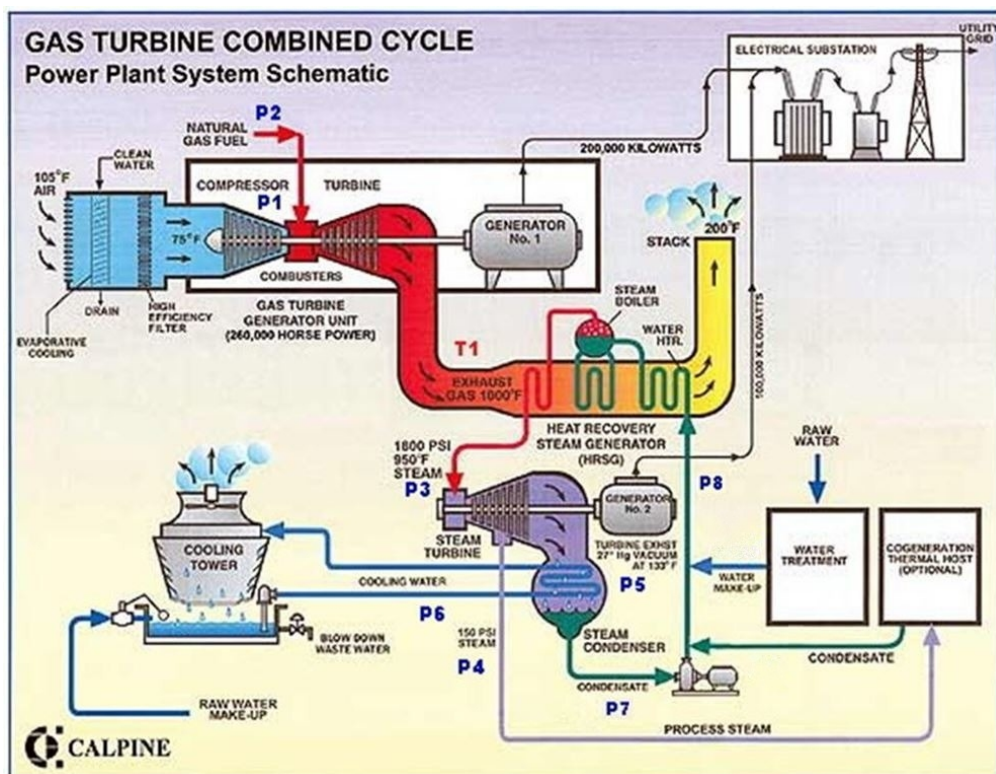 GAS TURBINE COMBINED CYCLE
Power Plant System Schematic
ELECTRICAL SUBSTATION
UTILITY
GRID
P2
NATURAL
GAS FUEL
200,000 KILOWATTS
CLEAN
WATER
105°F
AIR
COMPRESSOR
TURBINE
P1
75°F
GENERATOR
No. 1
200°F
STACK
COMBUSTERS
DRAIN
HIGH
EFFICIENCY
FILTER
EVAPORATIVE
COOLING
GAS TURBINE
GENERATOR UNIT
(260,000 HORSE POWER)
STEAM
BOILER
WATER
HTR.
100,000 KILOWATTS
T1
EXHAUST
GAS 1000°F
HEAT RECOVERY
STEAM GENERATOR
(HRSG)
1800 PSI
950°F
STEAM
P3
P8
RAW
WATER
GENERATOR
No. 2
STEAM
TURBINE
TURBINE EXHST
27" Hg VACUUM
AT 133°F
P5
WATER
TREATMENT
COGENERATION
THERMAL HOST
(OPTIONAL)
WATER
MAKE-UP
COOLING
TOWER
COOLING WATER
P6
BLOW DOWN
WASTE WATER
150 PSI
STEAM
P4
STEAM
CONDENSER
CONDENSATE
CONDENSATE
P7
RAW WATER
MAKE-UP
PROCESS STEAM
CALPINE